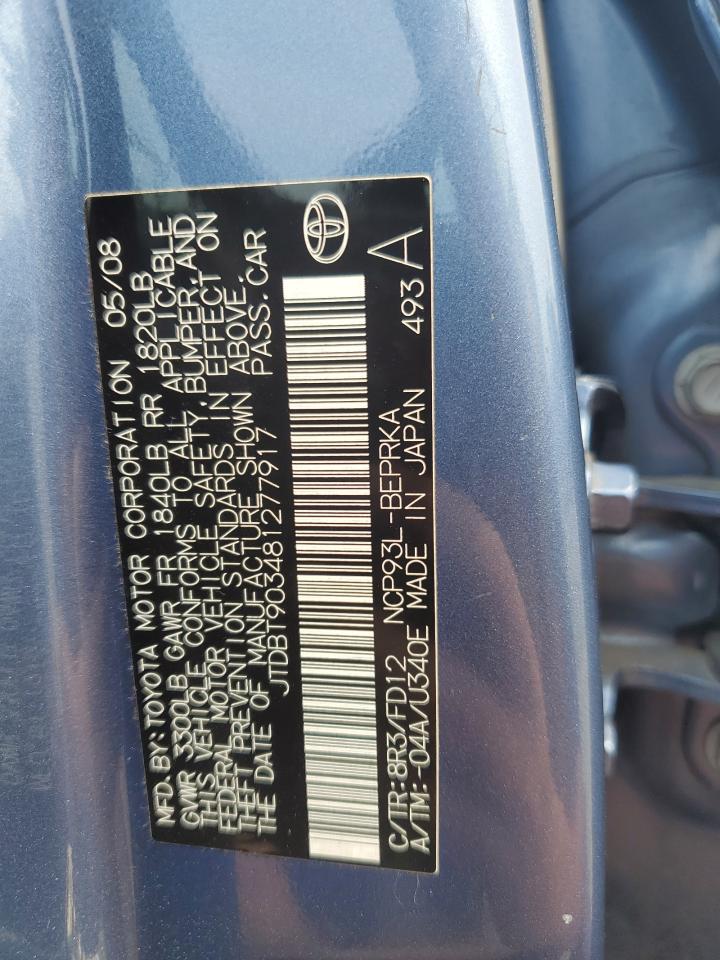 MFD. BY: TOYOTA MOTOR CORPORATION 05/08
GVWR 3300LB GAWR FR 1840LB RR 1820LB
THIS VEHICLE CONFORMS TO ALL APPLICABLE
FEDERAL MOTOR VEHICLE SAFETY, BUMPER, AND
THEFT PREVENTION STANDARDS IN EFFECT ON
THE DATE OF MANUFACTURE SHOWN ABOVE.
JTDBT903481277917 PASS. CAR
C/TR: 8R3/FD12 NCP93L-BEPRKA 493 A
A/TM: -04A/U340E MADE IN JAPAN